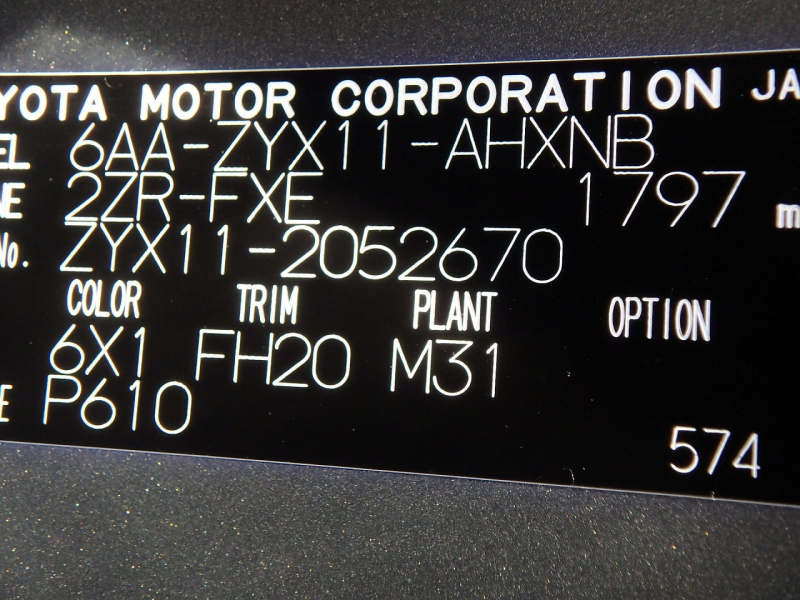 YOTA MOTOR CORPORATION JA
EL 6AA-ZYX11-AHXNB
NE 2ZR-FXE 1797 m
No. ZYX11-2052670
COLOR TRIM PLANT OPTION
6X1 FH20 M31
E P610
574